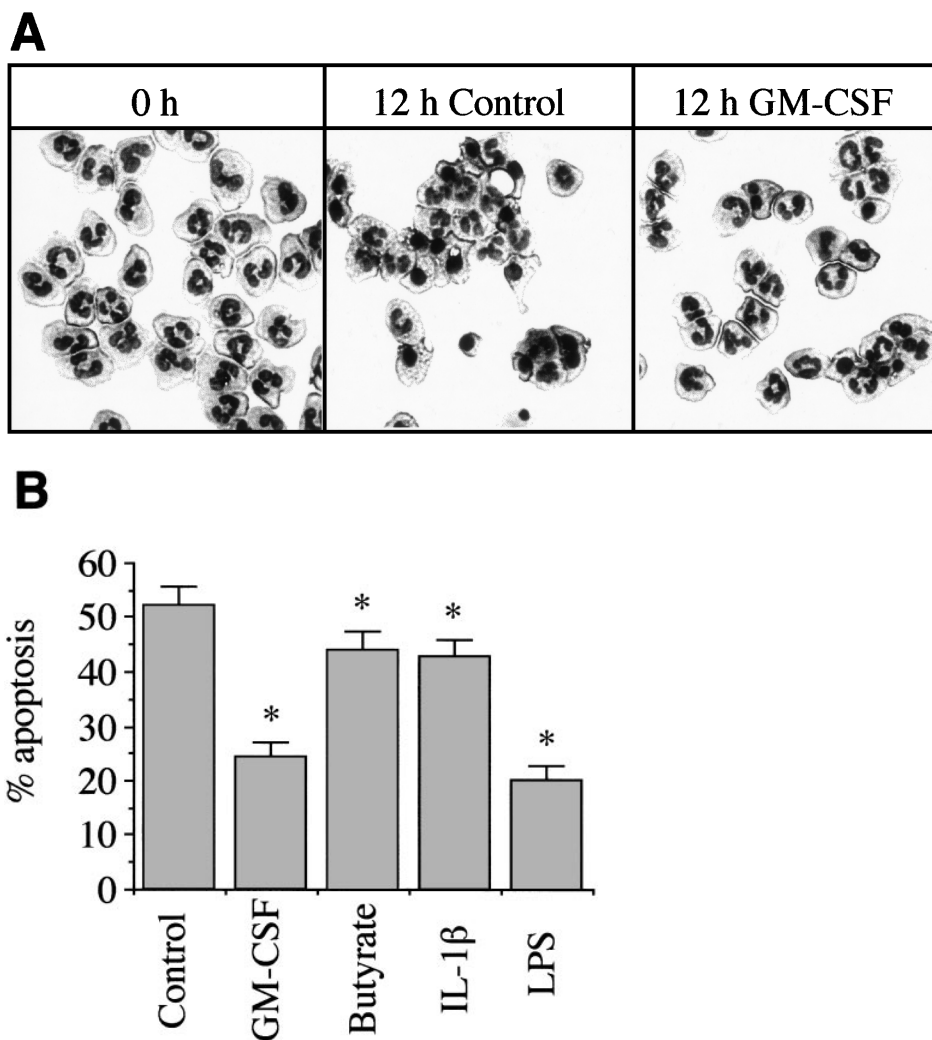 A
0 h 12 h Control 12 h GM-CSF
B
% apoptosis
60
50
40
30
20
10
0
* * * *
Control GM-CSF Butyrate IL-1β LPS